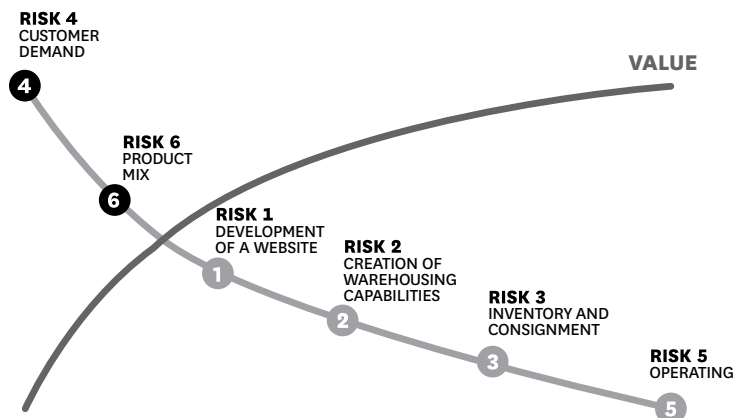 RISK 4
CUSTOMER
DEMAND
4
VALUE
RISK 6
PRODUCT
MIX
6
RISK 1
DEVELOPMENT
OF A WEBSITE
1
RISK 2
CREATION OF
WAREHOUSING
CAPABILITIES
2
RISK 3
INVENTORY AND
CONSIGNMENT
3
RISK 5
OPERATING
5